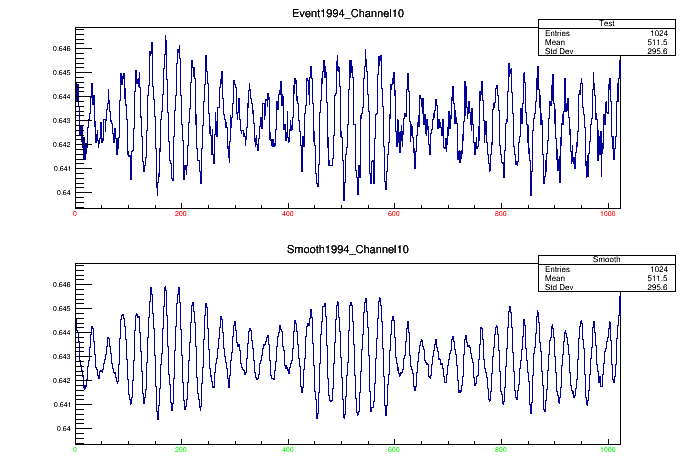 Event1994_Channel10
Test
Entries 1024
Mean 511.5
Std Dev 295.6
0.646
0.645
0.644
0.643
0.642
0.641
0.64
0 200 400 600 800 1000
Smooth1994_Channel10
Smooth
Entries 1024
Mean 511.5
Std Dev 295.6
0.646
0.645
0.644
0.643
0.642
0.641
0.64
0 200 400 600 800 1000